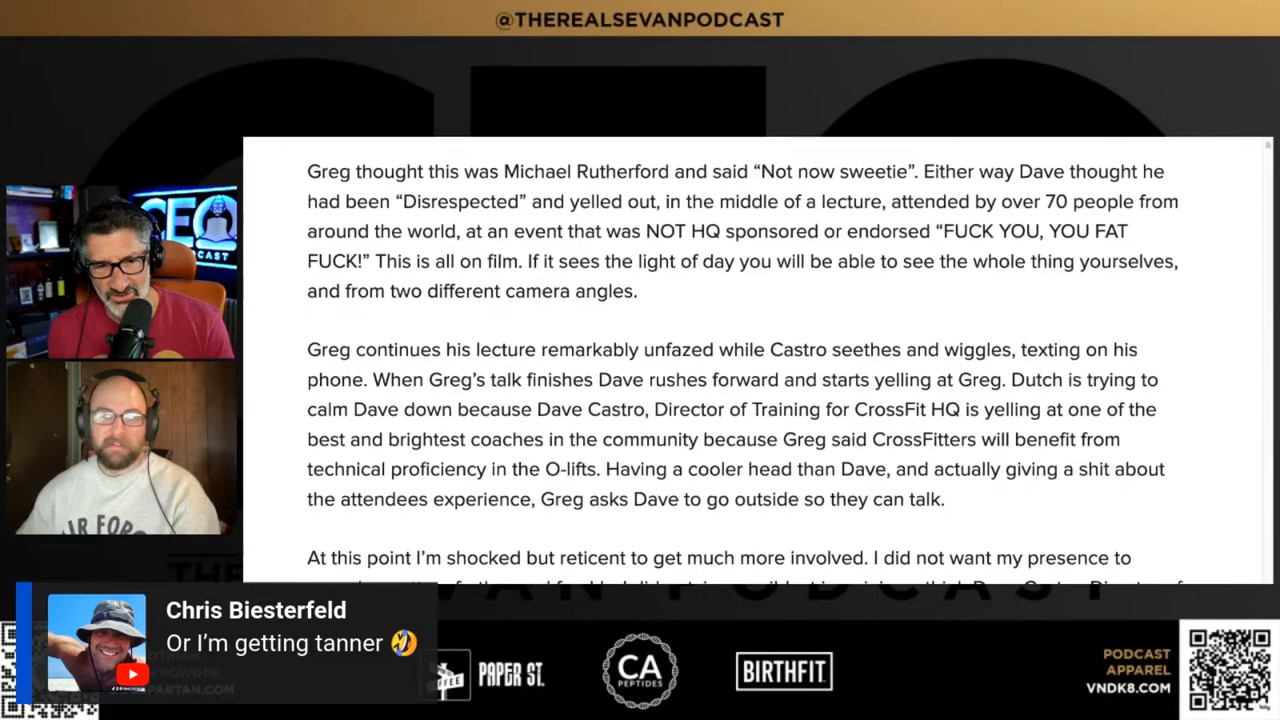 @THEREALSEVANPODCAST
Greg thought this was Michael Rutherford and said “Not now sweetie”. Either way Dave thought he
had been “Disrespected” and yelled out, in the middle of a lecture, attended by over 70 people from
around the world, at an event that was NOT HQ sponsored or endorsed “FUCK YOU, YOU FAT
FUCK!” This is all on film. If it sees the light of day you will be able to see the whole thing yourselves,
and from two different camera angles.
Greg continues his lecture remarkably unfazed while Castro seethes and wiggles, texting on his
phone. When Greg’s talk finishes Dave rushes forward and starts yelling at Greg. Dutch is trying to
calm Dave down because Dave Castro, Director of Training for CrossFit HQ is yelling at one of the
best and brightest coaches in the community because Greg said CrossFitters will benefit from
technical proficiency in the O-lifts. Having a cooler head than Dave, and actually giving a shit about
the attendees experience, Greg asks Dave to go outside so they can talk.
At this point I’m shocked but reticent to get much more involved. I did not want my presence to
CEO
CAST
AIR FORC
Chris Biesterfeld
Or I’m getting tanner 🤣
PAPER ST.
CA
PEPTIDES
BIRTHFIT
PODCAST
APPAREL
VNDK8.COM